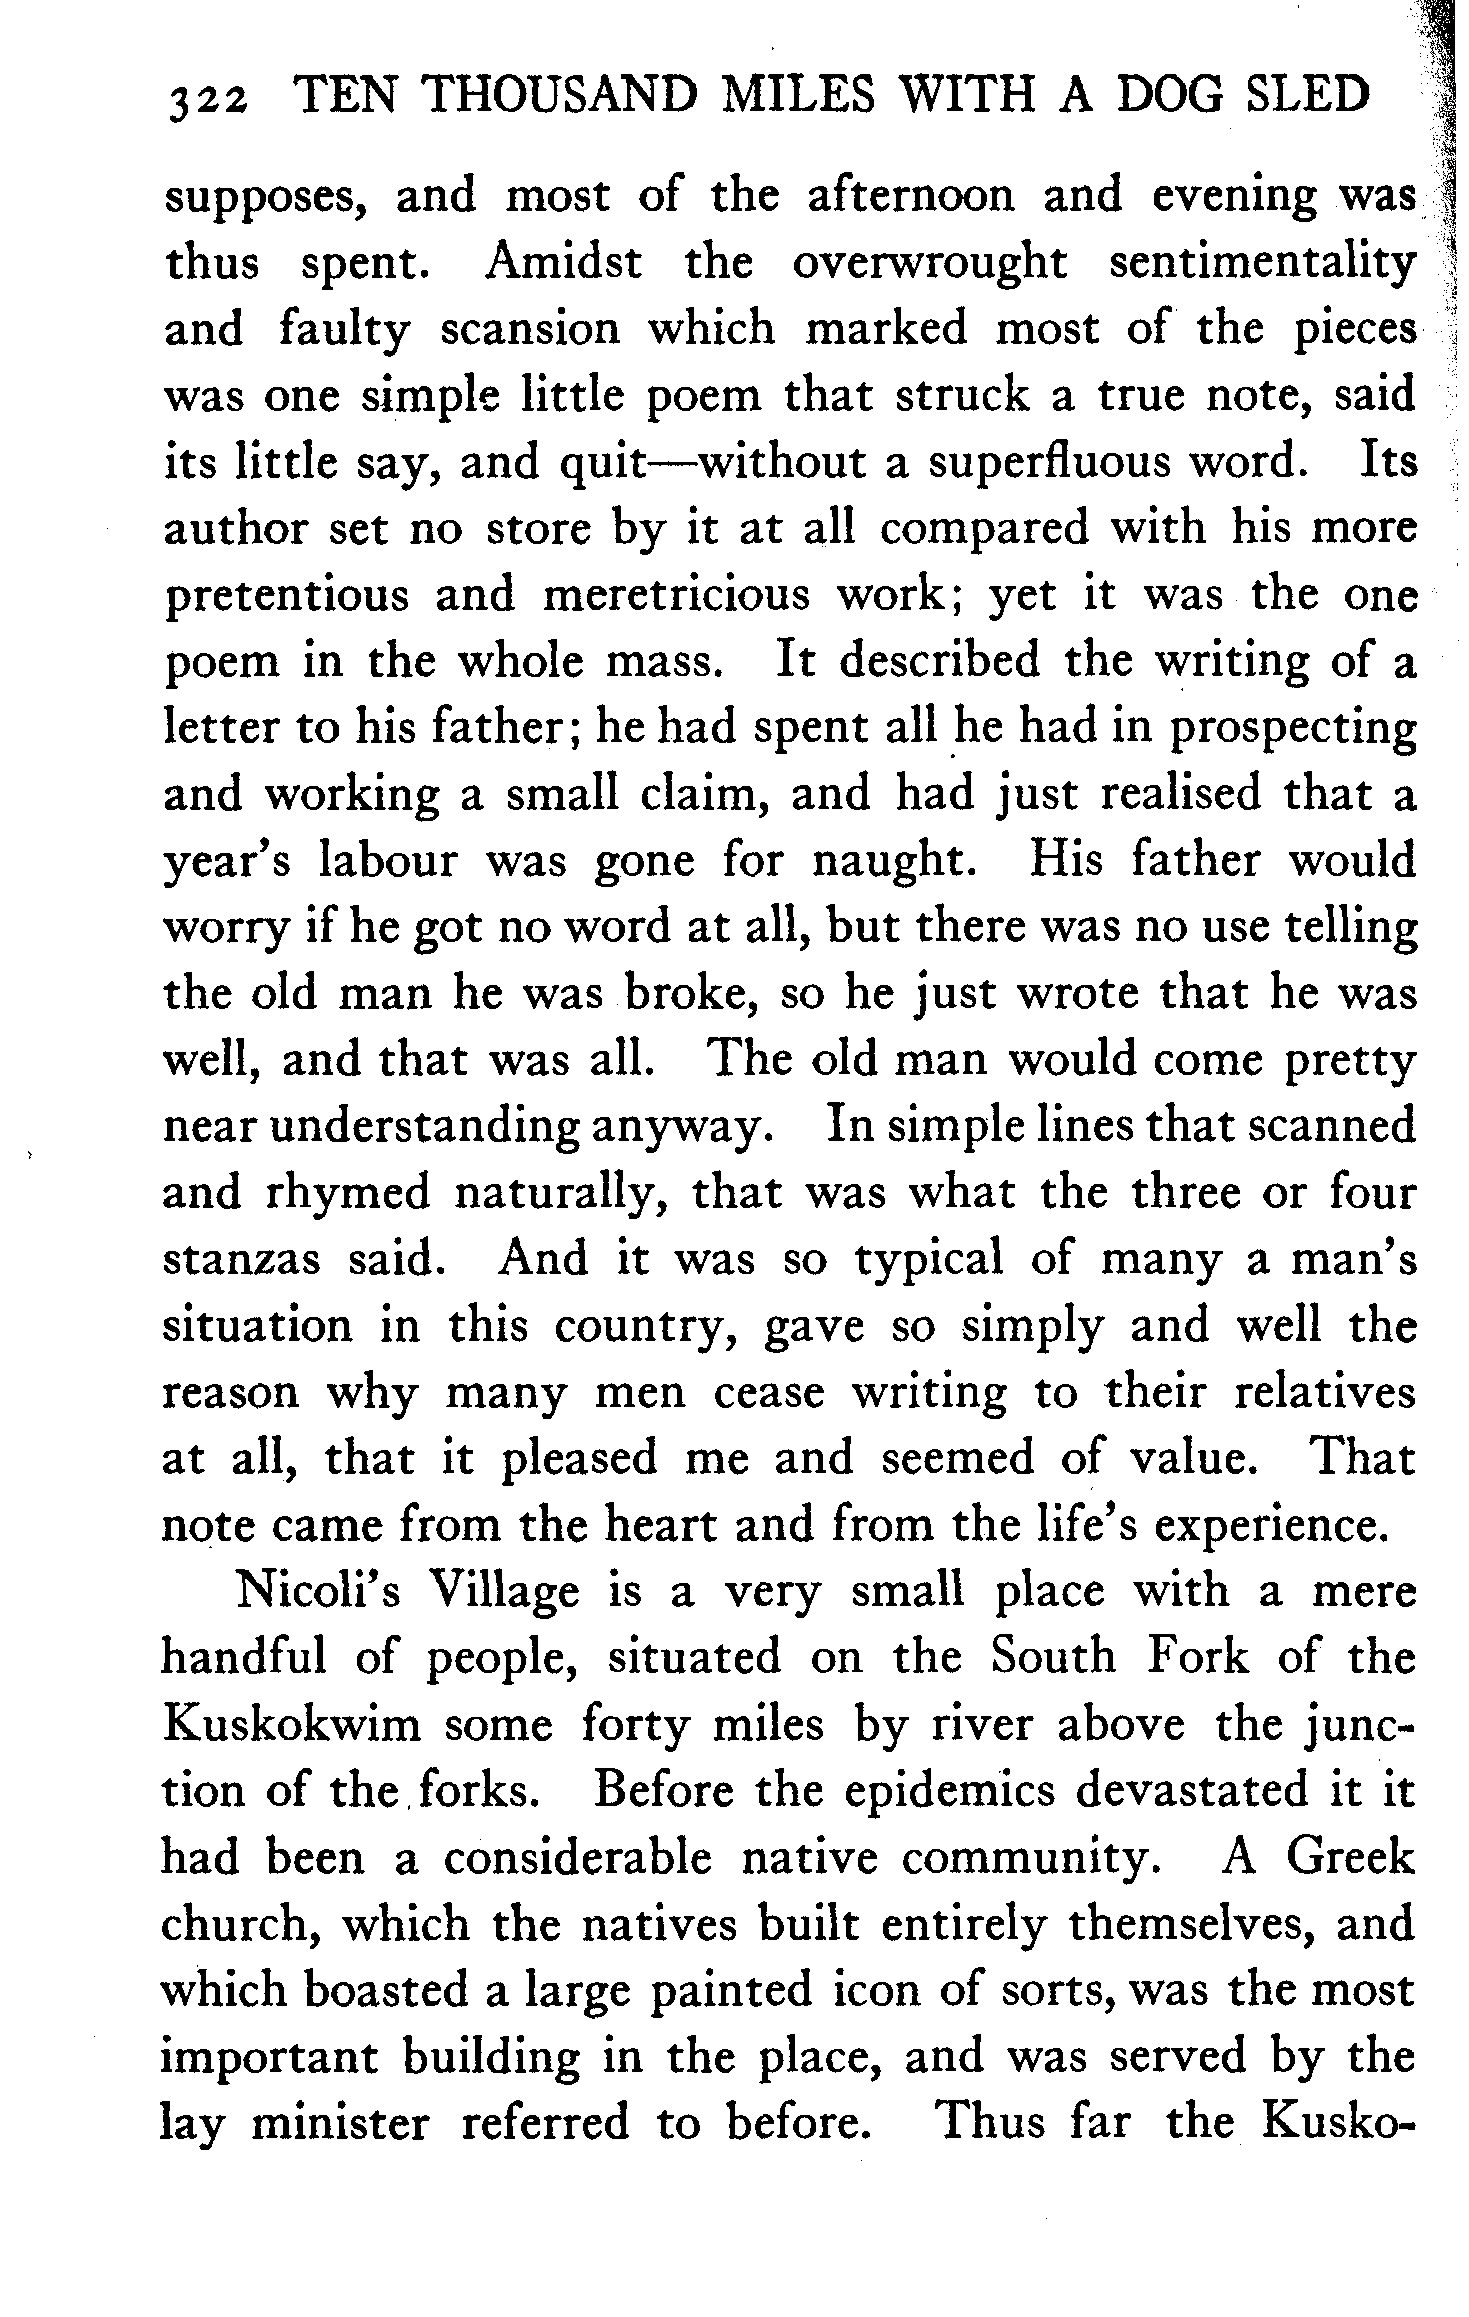 322 TEN THOUSAND MILES WITH A DOG SLED
supposes, and most of the afternoon and evening was
thus spent. Amidst the overwrought sentimentality
and faulty scansion which marked most of the pieces
was one simple little poem that struck a true note, said
its little say, and quit—without a superfluous word. Its
author set no store by it at all compared with his more
pretentious and meretricious work; yet it was the one
poem in the whole mass. It described the writing of a
letter to his father; he had spent all he had in prospecting
and working a small claim, and had just realised that a
year's labour was gone for naught. His father would
worry if he got no word at all, but there was no use telling
the old man he was broke, so he just wrote that he was
well, and that was all. The old man would come pretty
near understanding anyway. In simple lines that scanned
and rhymed naturally, that was what the three or four
stanzas said. And it was so typical of many a man's
situation in this country, gave so simply and well the
reason why many men cease writing to their relatives
at all, that it pleased me and seemed of value. That
note came from the heart and from the life's experience.
Nicoli's Village is a very small place with a mere
handful of people, situated on the South Fork of the
Kuskokwim some forty miles by river above the junc-
tion of the forks. Before the epidemics devastated it it
had been a considerable native community. A Greek
church, which the natives built entirely themselves, and
which boasted a large painted icon of sorts, was the most
important building in the place, and was served by the
lay minister referred to before. Thus far the Kusko-